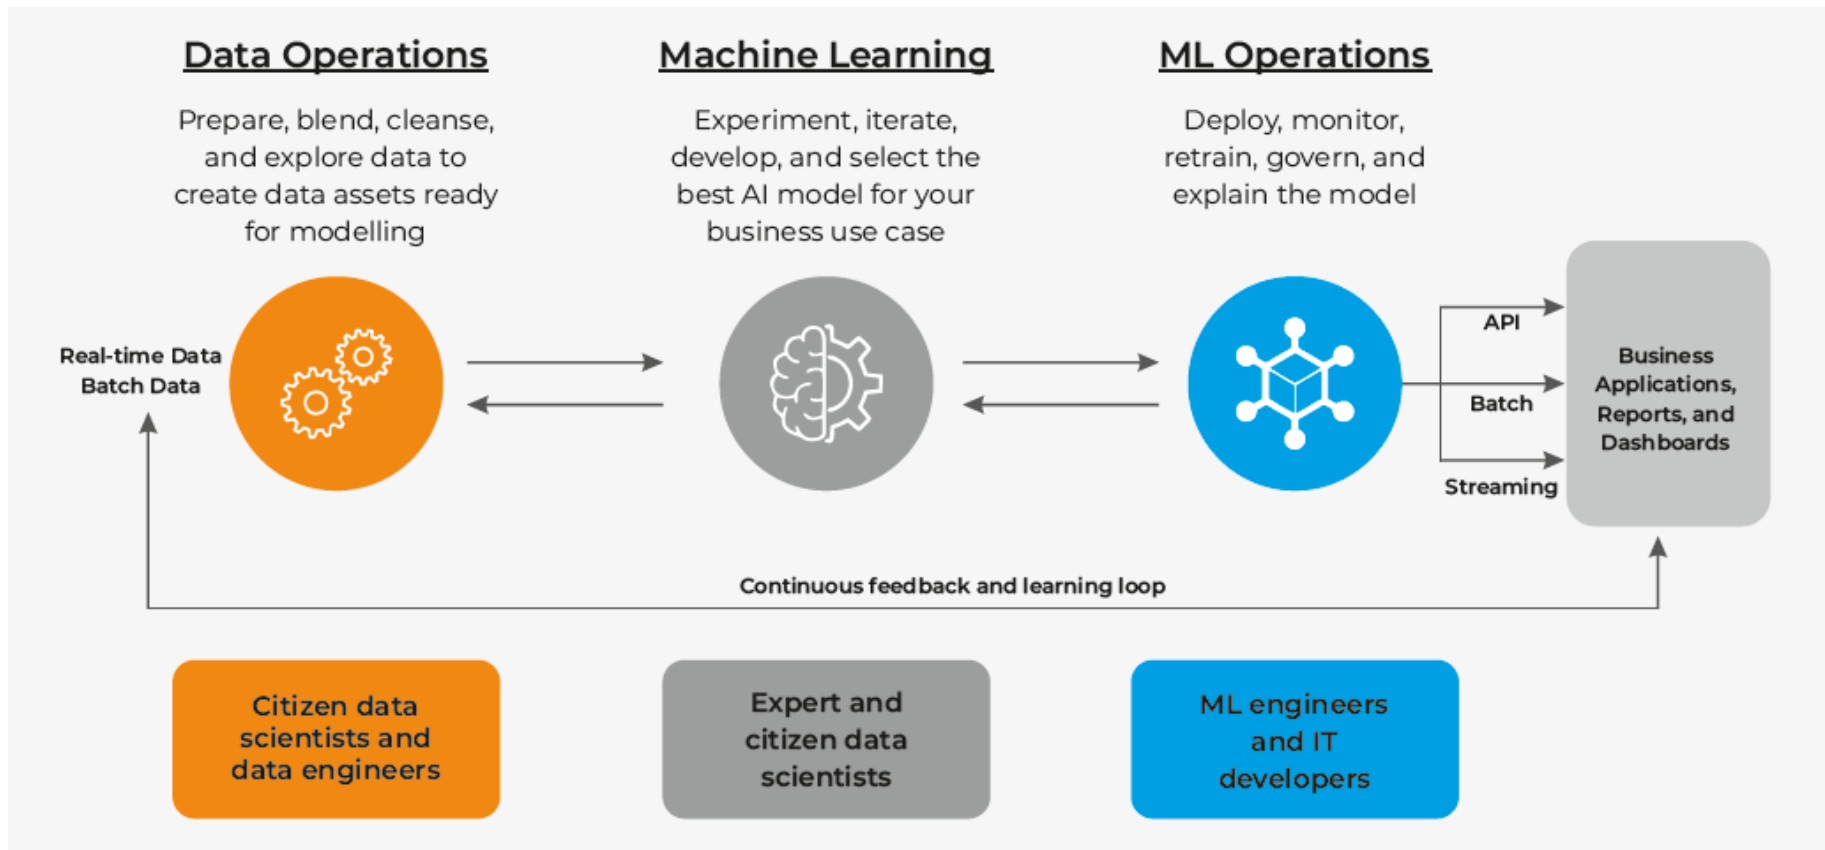 Data Operations
Prepare, blend, cleanse,
and explore data to
create data assets ready
for modelling
Machine Learning
Experiment, iterate,
develop, and select the
best AI model for your
business use case
ML Operations
Deploy, monitor,
retrain, govern, and
explain the model
Real-time Data
Batch Data
API
Batch
Streaming
Business
Applications,
Reports, and
Dashboards
Continuous feedback and learning loop
Citizen data
scientists and
data engineers
Expert and
citizen data
scientists
ML engineers
and IT
developers